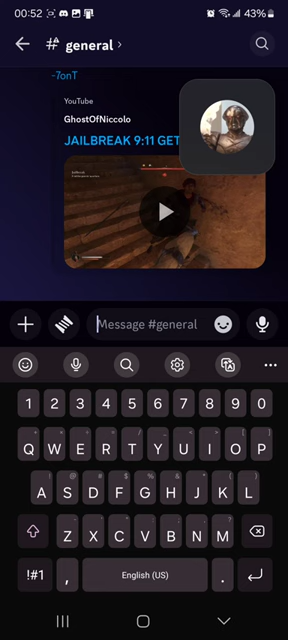 00:52
43%
# general ›
-7onT
YouTube
GhostOfNiccolo
JAILBREAK 9:11 GET
Message #general
1 2 3 4 5 6 7 8 9 0
Q W E R T Y U I O P
A S D F G H J K L
Z X C V B N M
!#1 , English (US) .